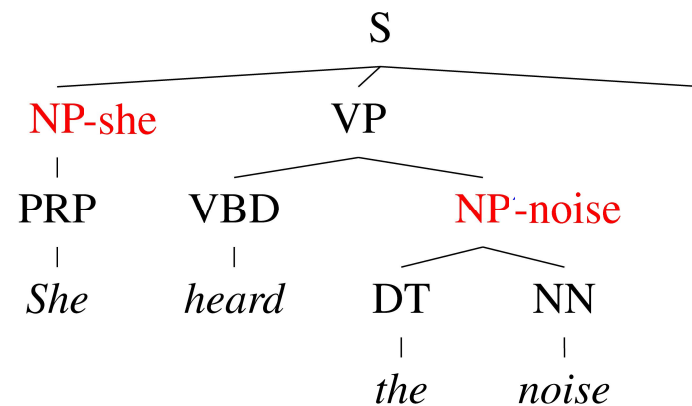 S
NP-she VP
PRP VBD NP-noise
She heard DT NN
the noise